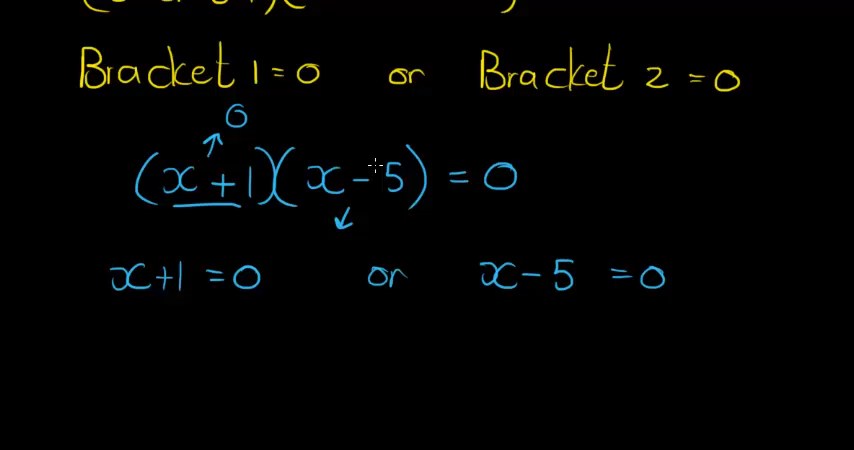 Bracket 1 = 0 or Bracket 2 = 0
0
(x + 1)(x - 5) = 0
x + 1 = 0 or x - 5 = 0